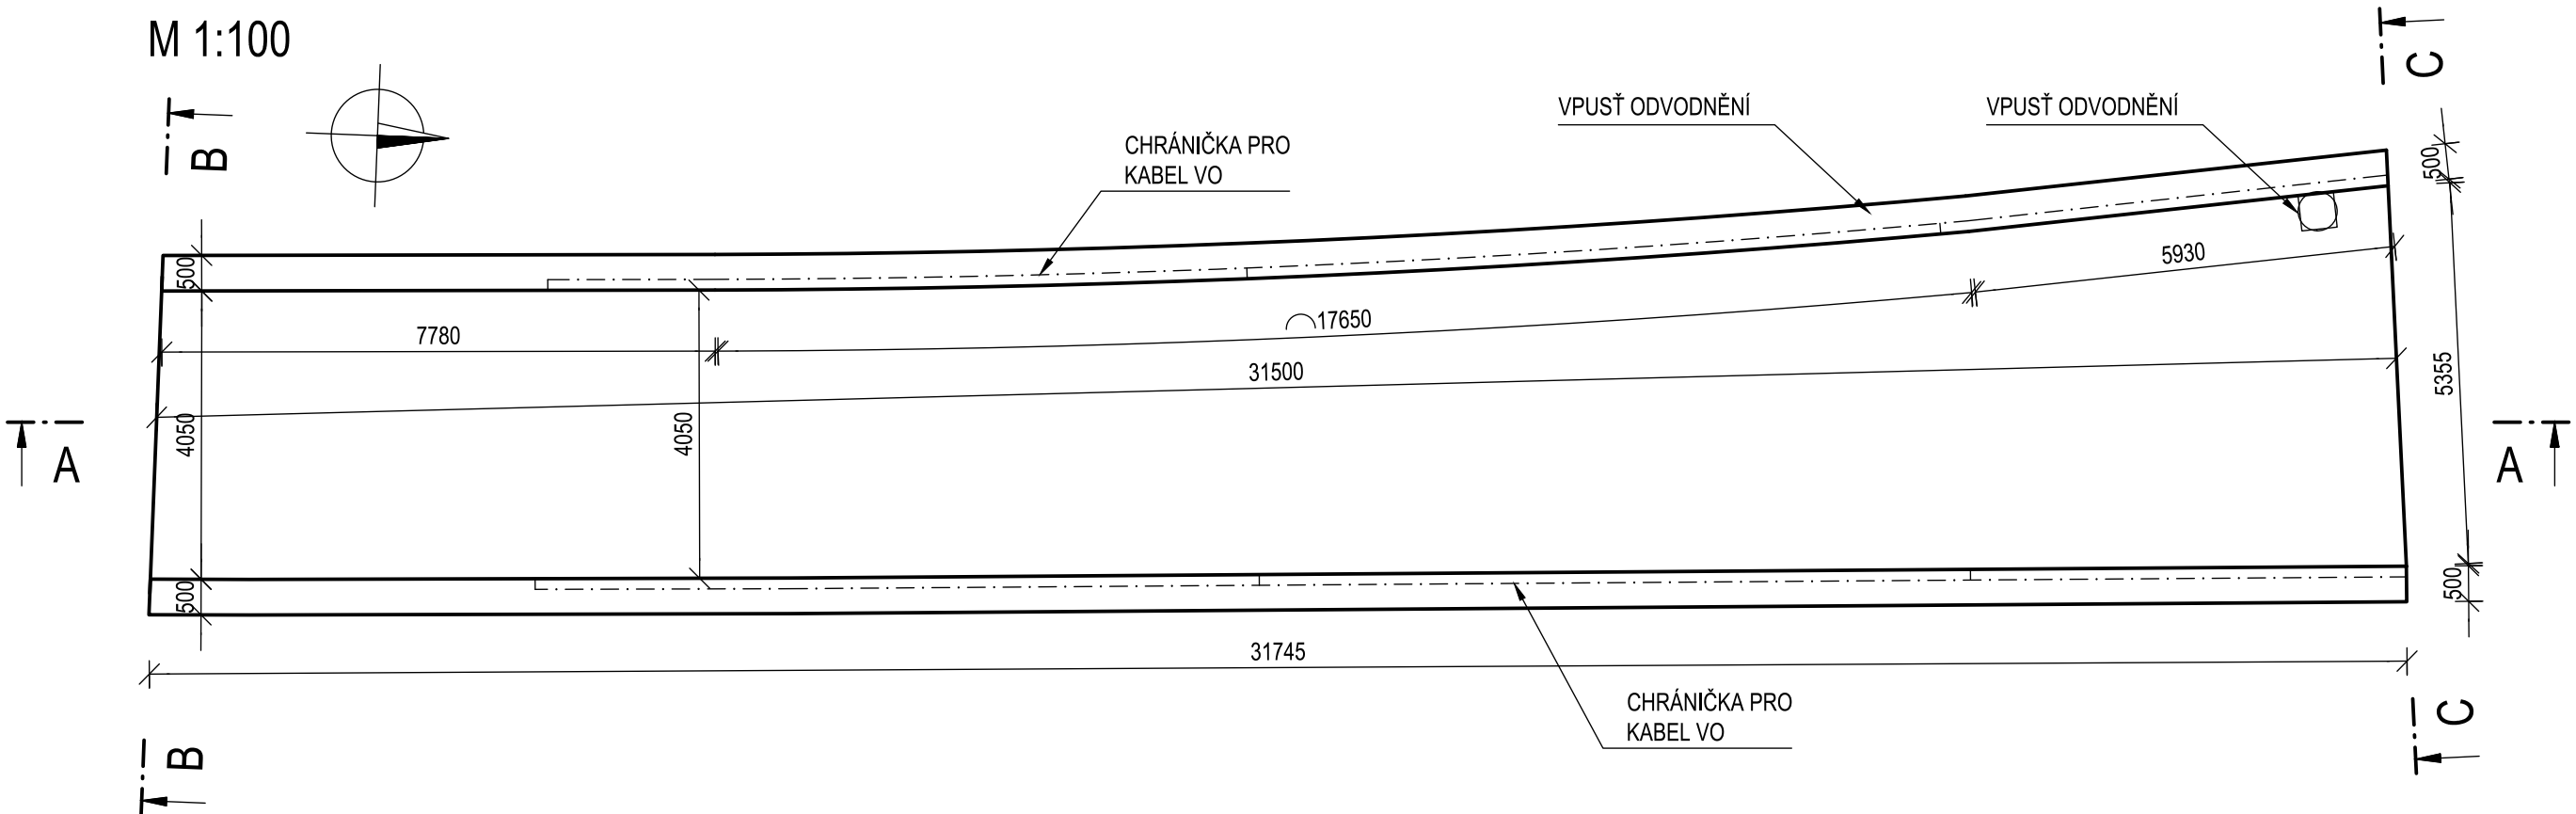 M 1:100
C
B
VPUSŤ ODVODNĚNÍ
VPUSŤ ODVODNĚNÍ
CHRÁNIČKA PRO
KABEL VO
500
500
5930
17650
7780
31500
5355
4050
4050
A
A
500
500
31745
CHRÁNIČKA PRO
KABEL VO
C
B